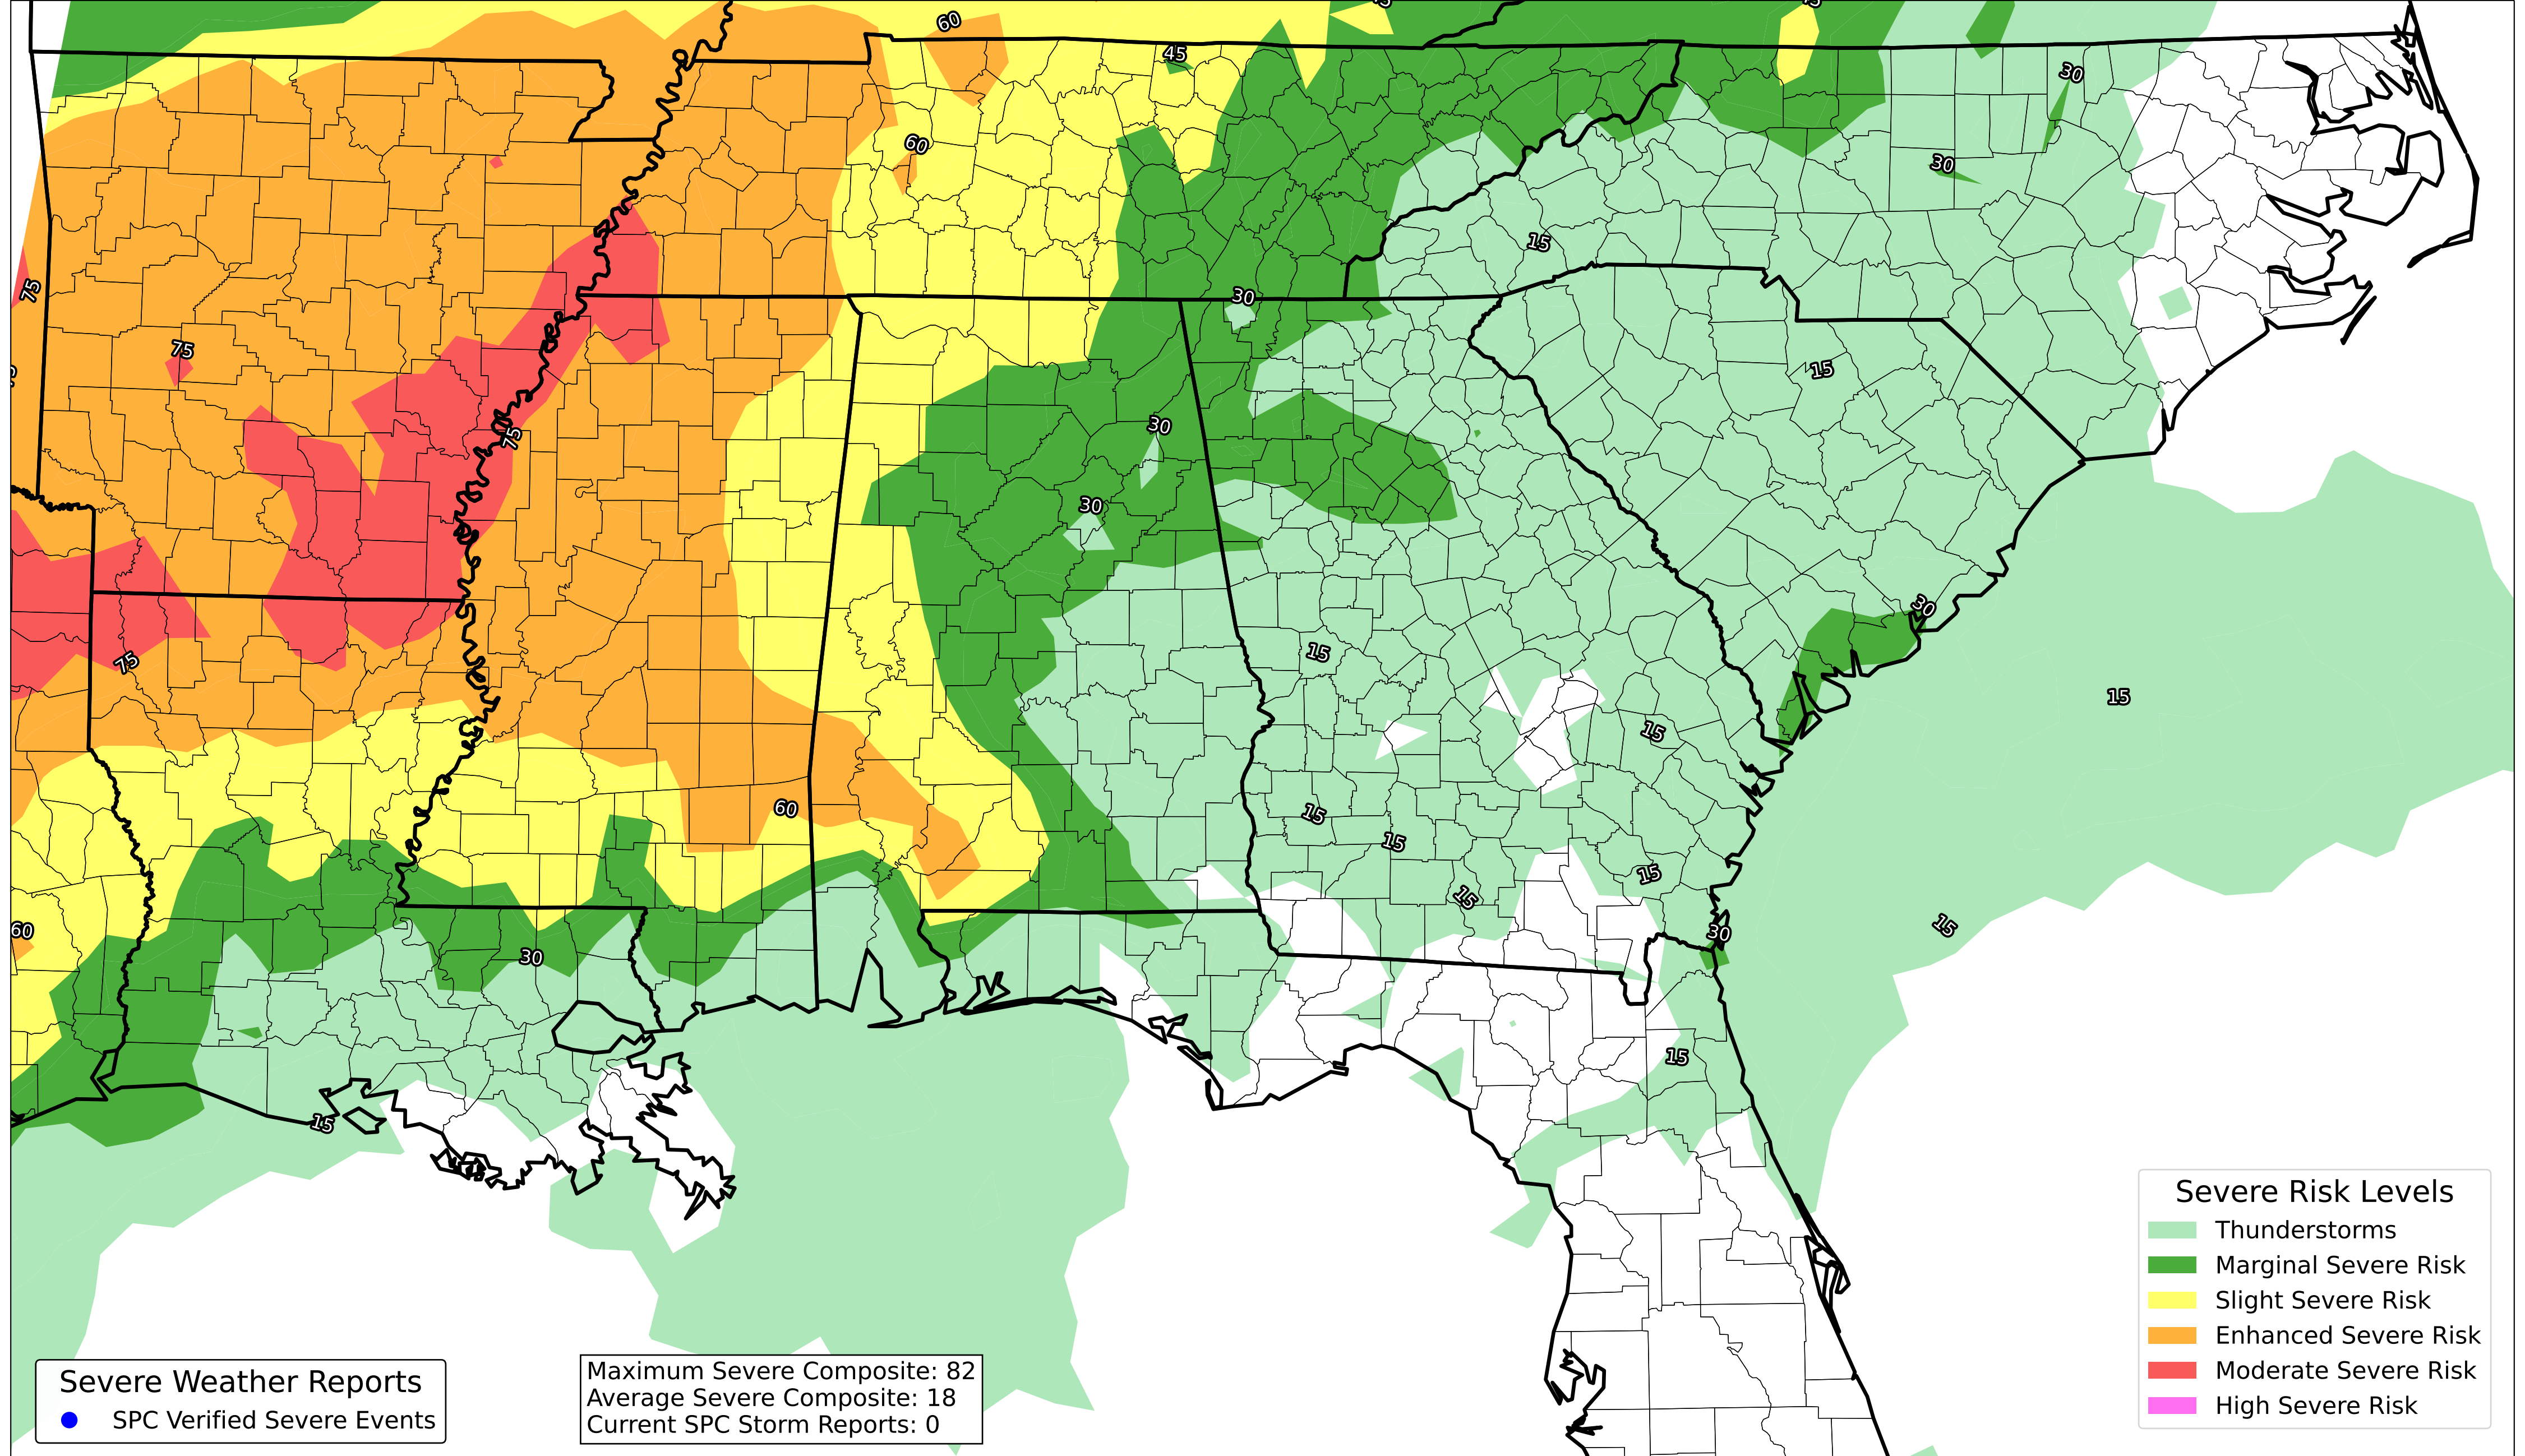 60
45
30
60
30
15
75
30
75
15
30
75
30
30
15
75
15
15
60
15
15
15
15
60
30
15
30
15
15
Severe Risk Levels
Thunderstorms
Marginal Severe Risk
Slight Severe Risk
Enhanced Severe Risk
Moderate Severe Risk
High Severe Risk
Severe Weather Reports
SPC Verified Severe Events
Maximum Severe Composite: 82
Average Severe Composite: 18
Current SPC Storm Reports: 0